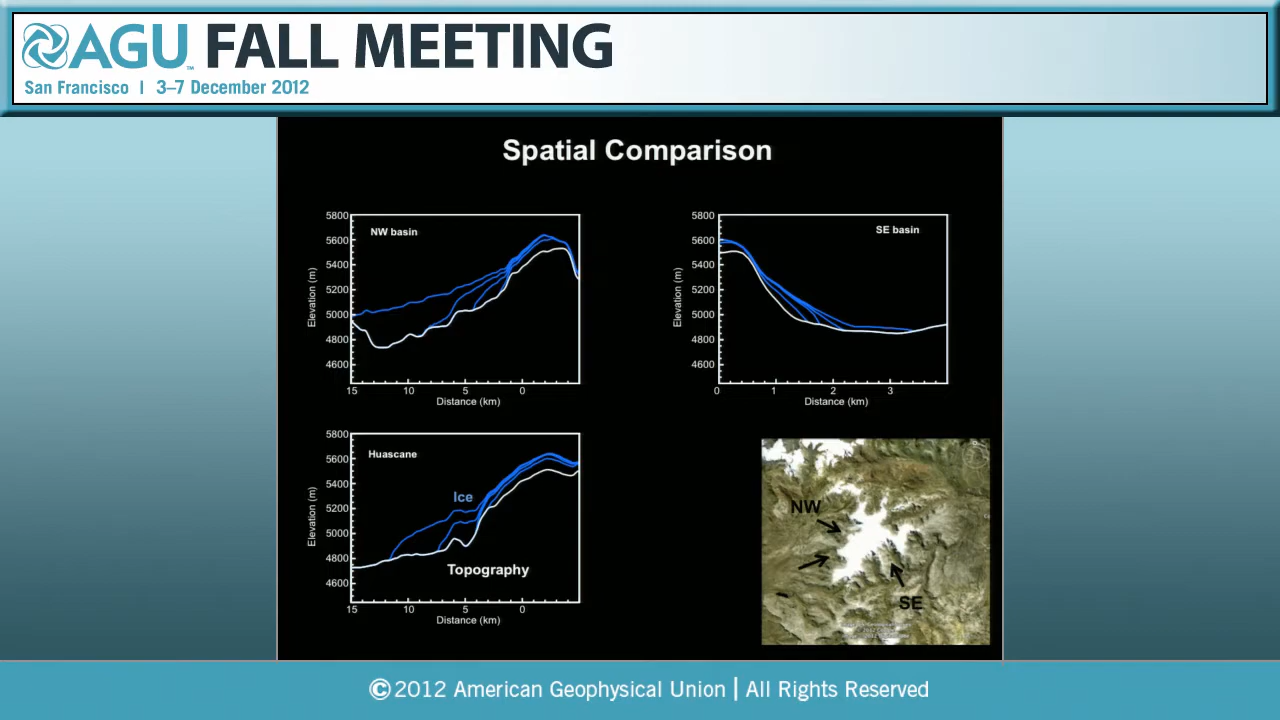 AGU™ FALL MEETING
San Francisco | 3–7 December 2012
Spatial Comparison
NW basin
5800
5600
5400
5200
5000
4800
4600
Elevation (m)
15 10 5 0
Distance (km)
SE basin
5800
5600
5400
5200
5000
4800
4600
Elevation (m)
0 1 2 3
Distance (km)
Huascane
5800
5600
5400
5200
5000
4800
4600
Elevation (m)
Ice
Topography
15 10 5 0
Distance (km)
NW
SE
©2012 American Geophysical Union | All Rights Reserved